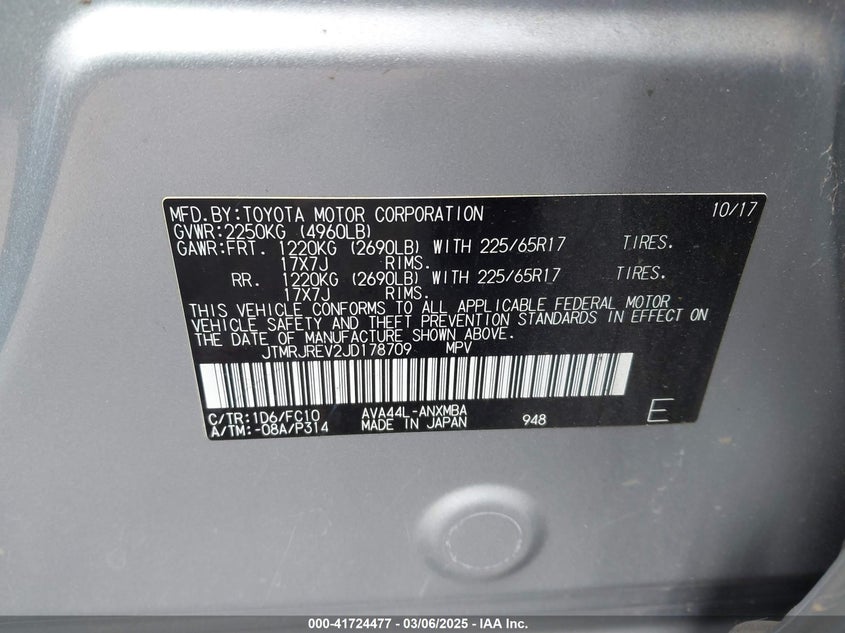 MFD.BY:TOYOTA MOTOR CORPORATION 10/17
GVWR:2250KG (4960LB)
GAWR:FRT. 1220KG (2690LB) WITH 225/65R17 TIRES.
17X7J RIMS.
RR. 1220KG (2690LB) WITH 225/65R17 TIRES.
17X7J RIMS.
THIS VEHICLE CONFORMS TO ALL APPLICABLE FEDERAL MOTOR
VEHICLE SAFETY AND THEFT PREVENTION STANDARDS IN EFFECT ON
THE DATE OF MANUFACTURE SHOWN ABOVE.
JTMRJREV2JD178709 MPV
C/TR:1D6/FC10 AVA44L-ANXMBA
A/TM:-08A/P314 MADE IN JAPAN 948 E
000-41724477 - 03/06/2025 - IAA Inc.